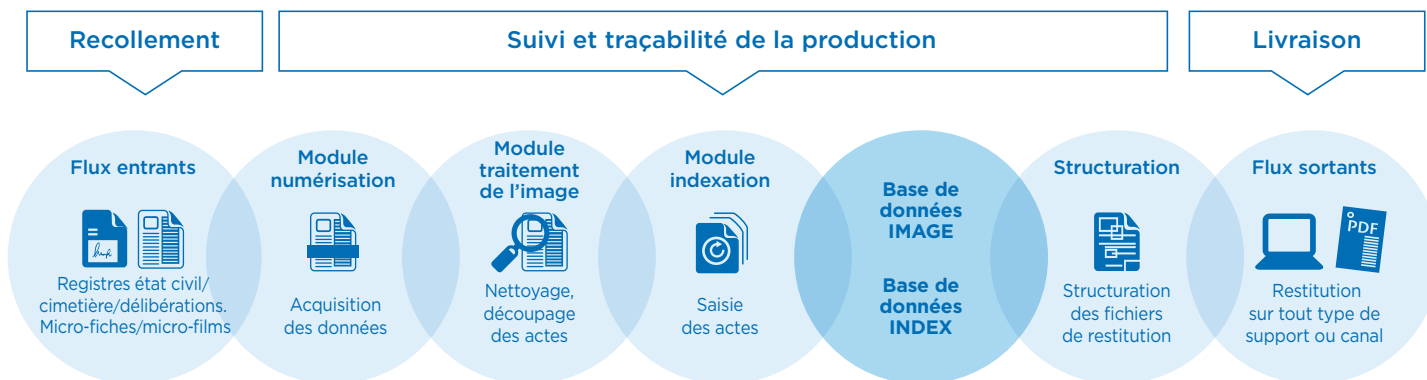 Recollement
Suivi et traçabilité de la production
Livraison
Flux entrants
Registres état civil/
cimetière/délibérations.
Micro-fiches/micro-films
Module
numérisation
Acquisition
des données
Module
traitement
de l’image
Nettoyage,
découpage
des actes
Module
indexation
Saisie
des actes
Base de
données
IMAGE
Base de
données
INDEX
Structuration
Structuration
des fichiers
de restitution
Flux sortants
PDF
Restitution
sur tout type de
support ou canal